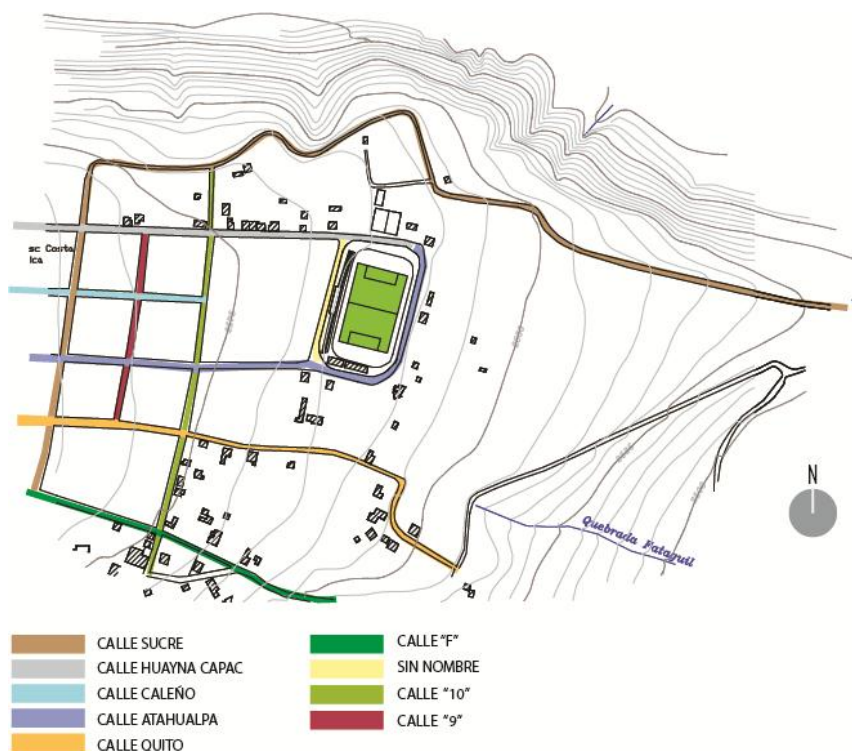 sc Costa
Ica
N
Quebrada Fataguil
CALLE SUCRE
CALLE HUAYNA CAPAC
CALLE CALEÑO
CALLE ATAHUALPA
CALLE QUITO
CALLE "F"
SIN NOMBRE
CALLE "10"
CALLE "9"